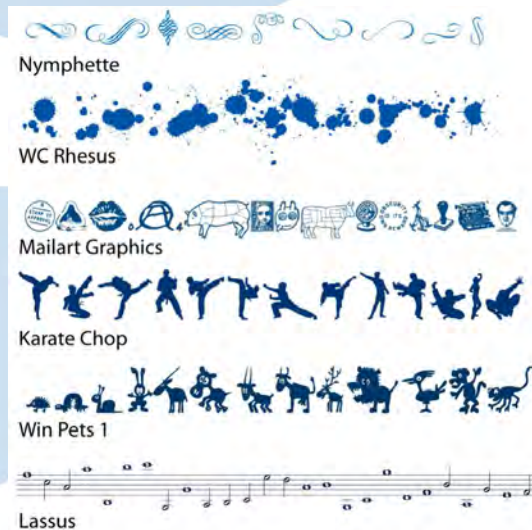 Nymphette
WC Rhesus
Mailart Graphics
Karate Chop
Win Pets 1
Lassus